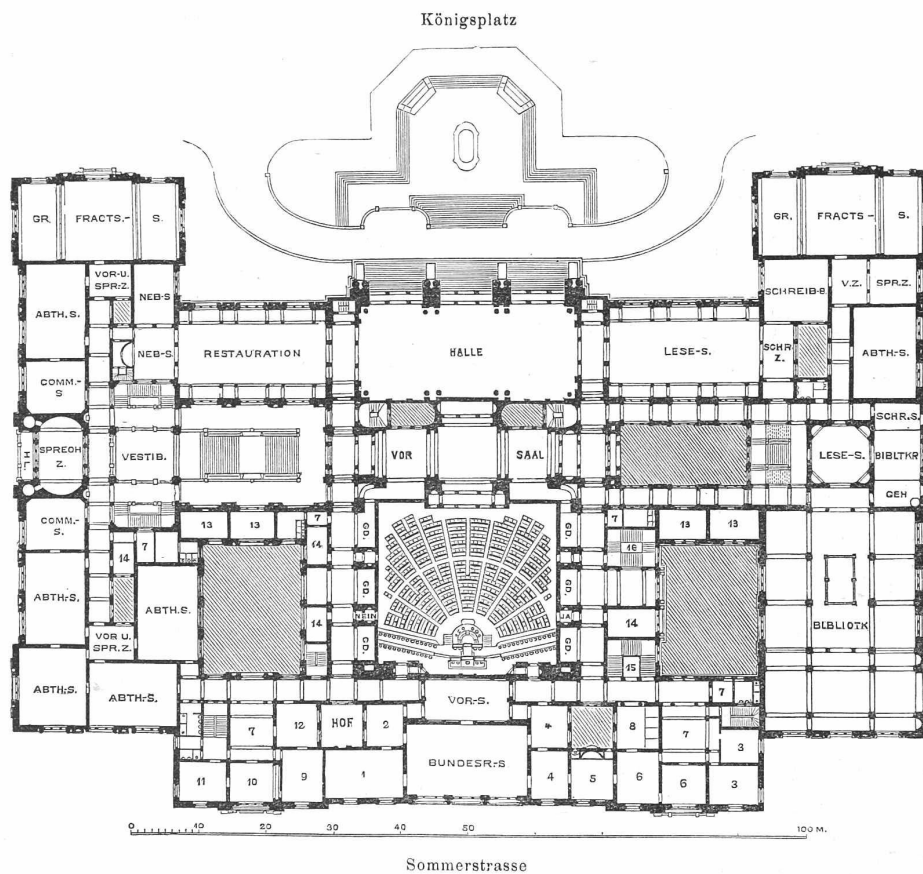 Königsplatz
GR. FRACTS.- S.
GR. FRACTS- S.
VOR-U. SPR.Z.
NEB-S
SCHREIB-S.
V.Z. SPR.Z.
ABTH.S.
NEB-S.
RESTAURATION
HALLE
LESE-S.
SCHR. Z.
ABTH-S.
COMM.- S
SCHR.S.
HL.
SPRECH Z.
VESTIB.
VOR SAAL
LESE-S.
BIBLTKR
GEH
COMM.- S.
13 13 7 GD. GD. 7 13 13
14 7 14 16
ABTH.-S.
ABTH.S.
GD. GD.
14 NEIN JA 14
BIBLIOTK
VOR U. SPR.Z.
GD. GD. 15
ABTH.-S.
ABTH.-S.
VOR-S.
7
7 12 HOF 2 4 8 7 3
BUNDESR.-S
11 10 9 1 4 5 6 6 3
0 10 20 30 40 50 100 M.
Sommerstrasse